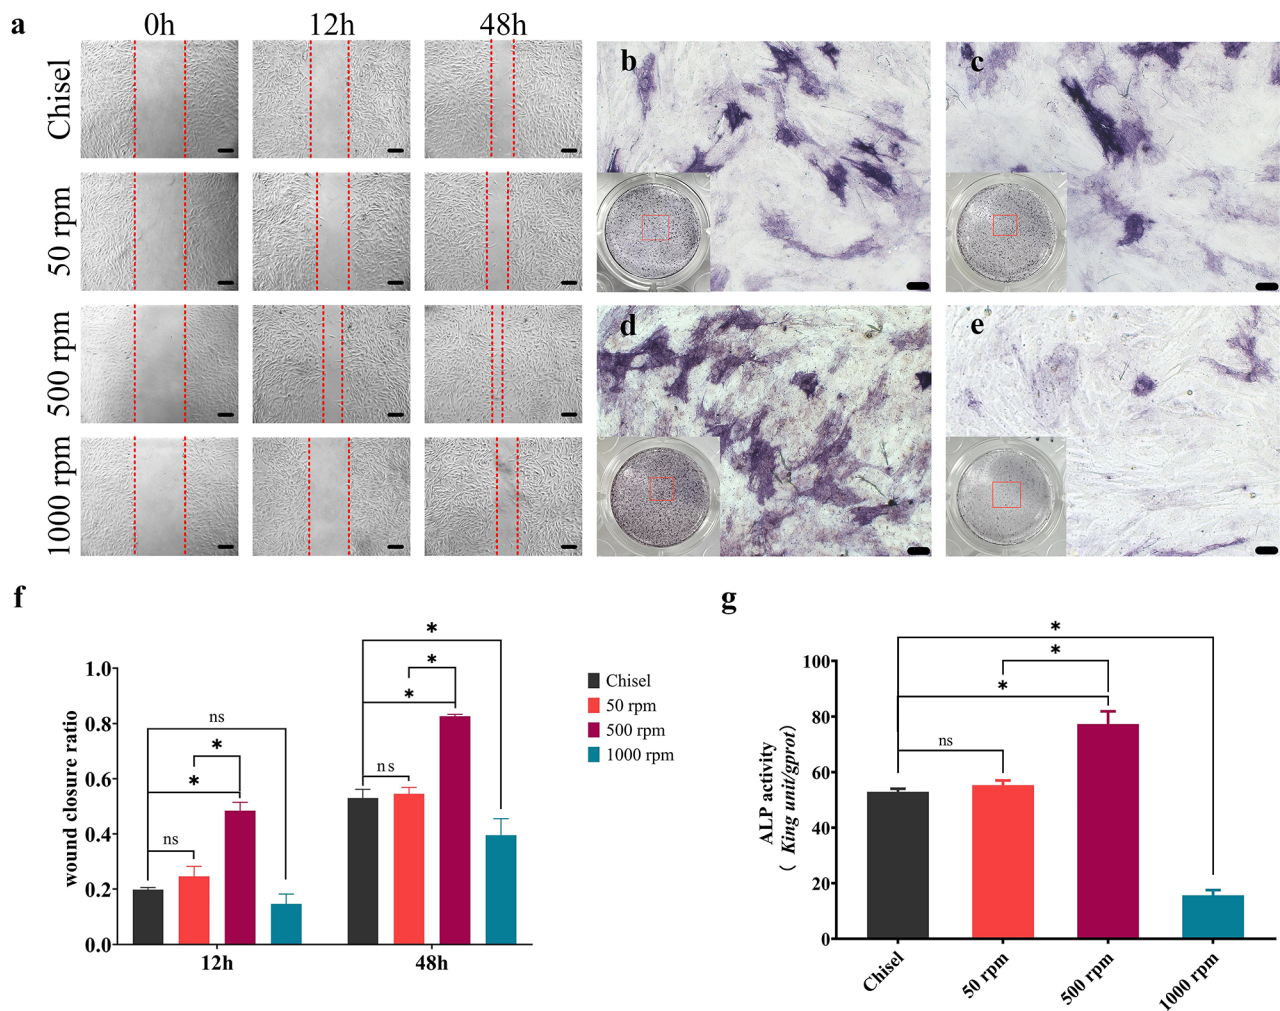 a
0h 12h 48h
Chisel
50 rpm
500 rpm
1000 rpm
b
c
d
e
f
wound closure ratio
1.0
0.8
0.6
0.4
0.2
0.0
ns
*
*
ns
ns
*
*
*
12h 48h
Chisel
50 rpm
500 rpm
1000 rpm
g
ALP activity
( King unit/gprot)
100
80
60
40
20
0
ns
*
*
*
Chisel
50 rpm
500 rpm
1000 rpm